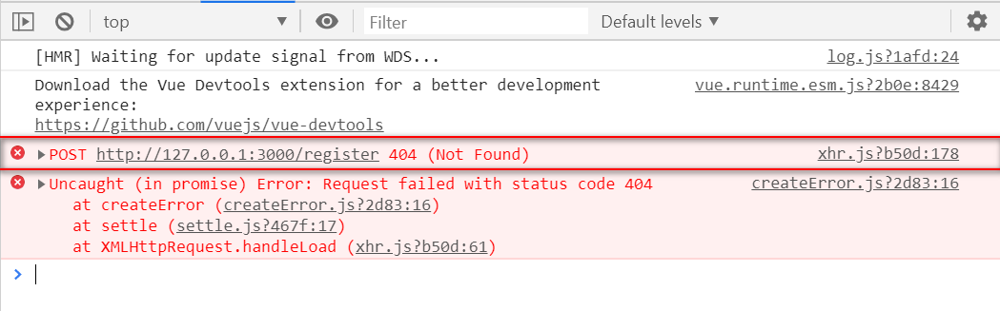 top Filter Default levels
[HMR] Waiting for update signal from WDS... log.js?1afd:24
Download the Vue Devtools extension for a better development vue.runtime.esm.js?2b0e:8429
experience:
https://github.com/vuejs/vue-devtools
POST http://127.0.0.1:3000/register 404 (Not Found) xhr.js?b50d:178
Uncaught (in promise) Error: Request failed with status code 404 createError.js?2d83:16
at createError (createError.js?2d83:16)
at settle (settle.js?467f:17)
at XMLHttpRequest.handleLoad (xhr.js?b50d:61)